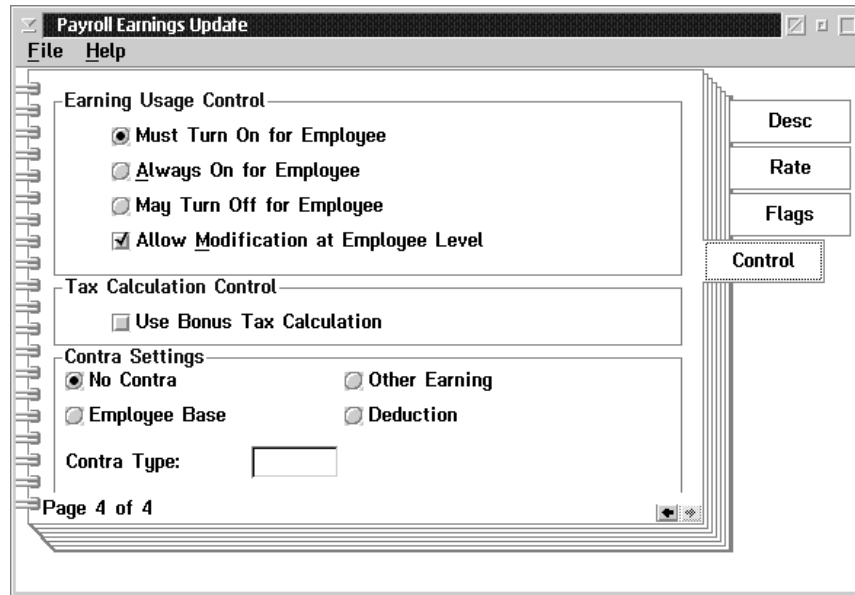 Payroll Earnings Update
File Help
Earning Usage Control
Must Turn On for Employee
Always On for Employee
May Turn Off for Employee
Allow Modification at Employee Level
Tax Calculation Control
Use Bonus Tax Calculation
Contra Settings
No Contra Other Earning
Employee Base Deduction
Contra Type:
Page 4 of 4
Desc
Rate
Flags
Control